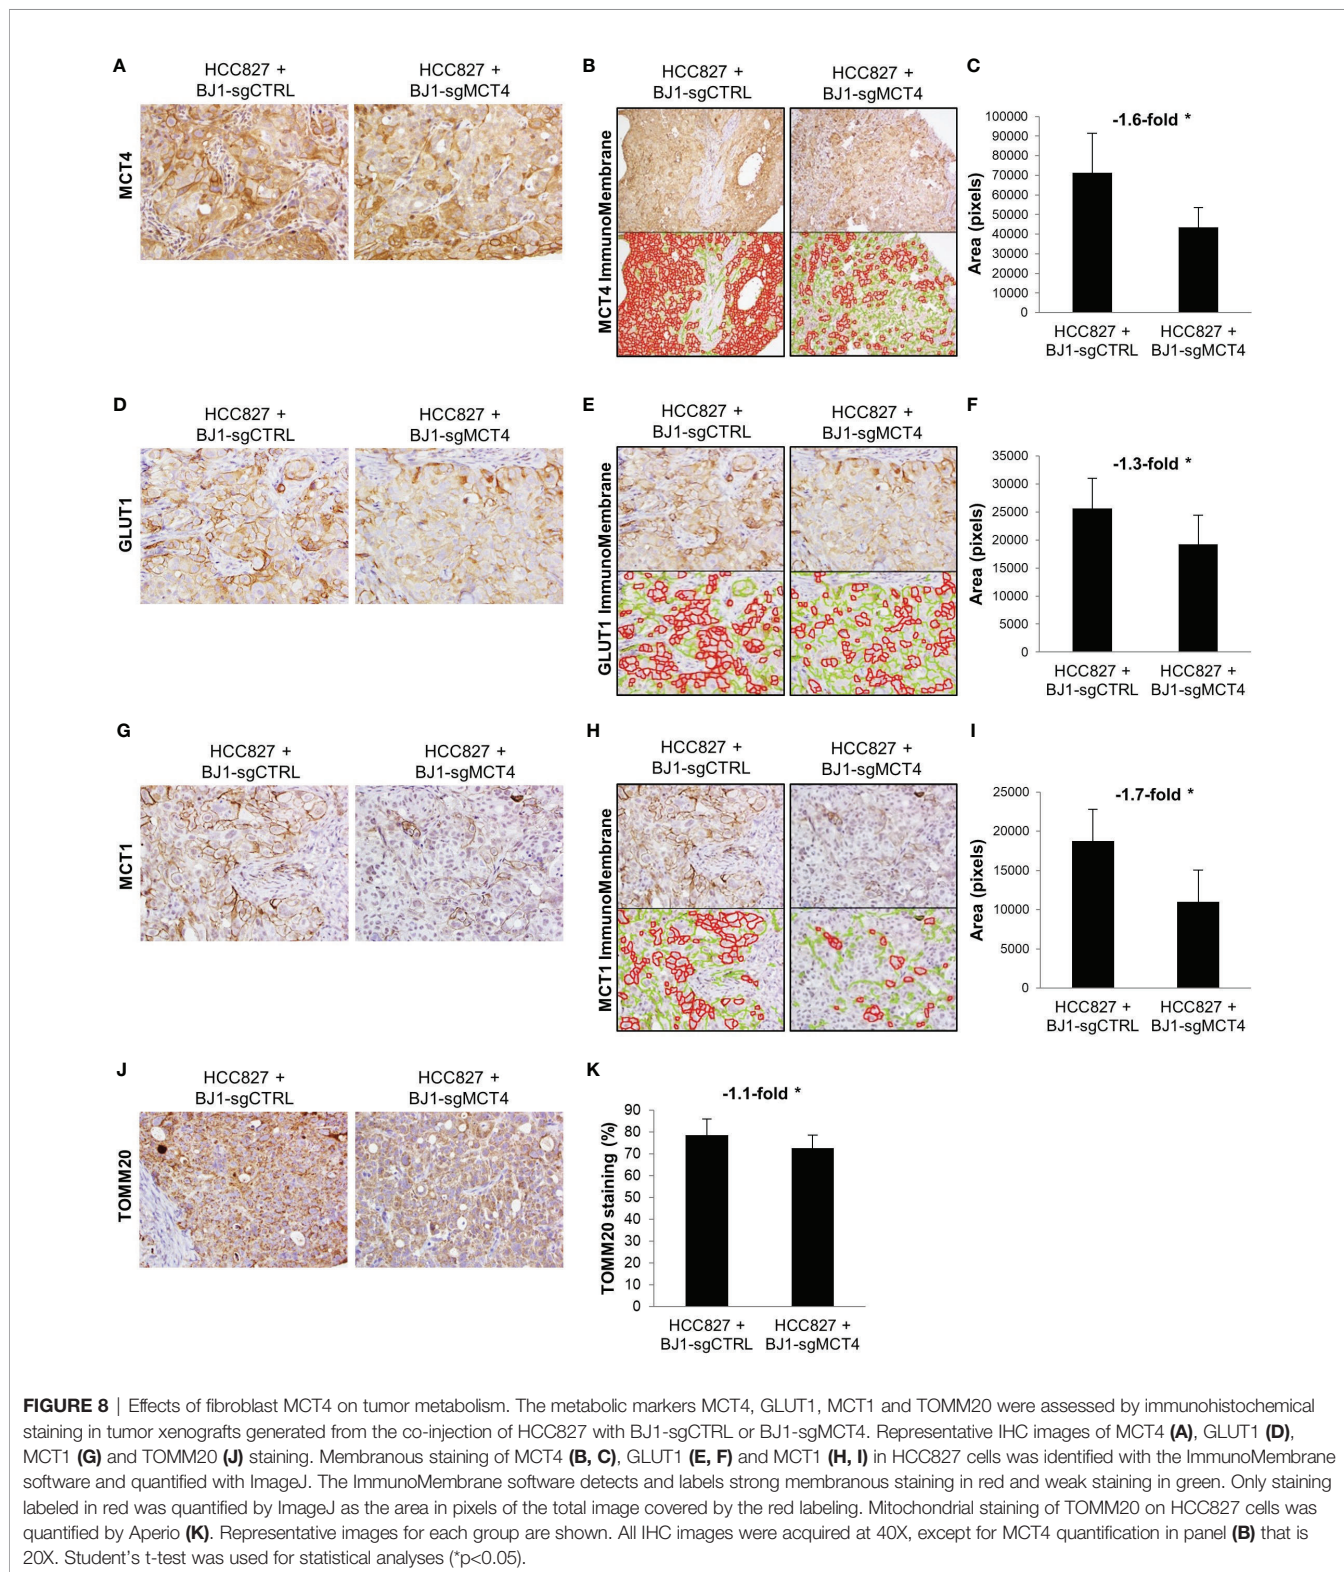 A
HCC827 +
BJ1-sgCTRL
HCC827 +
BJ1-sgMCT4
MCT4
B
HCC827 +
BJ1-sgCTRL
HCC827 +
BJ1-sgMCT4
MCT4 ImmunoMembrane
C
-1.6-fold *
Area (pixels)
100000
90000
80000
70000
60000
50000
40000
30000
20000
10000
0
HCC827 +
BJ1-sgCTRL
HCC827 +
BJ1-sgMCT4
D
HCC827 +
BJ1-sgCTRL
HCC827 +
BJ1-sgMCT4
GLUT1
E
HCC827 +
BJ1-sgCTRL
HCC827 +
BJ1-sgMCT4
GLUT1 ImmunoMembrane
F
-1.3-fold *
Area (pixels)
35000
30000
25000
20000
15000
10000
5000
0
HCC827 +
BJ1-sgCTRL
HCC827 +
BJ1-sgMCT4
G
HCC827 +
BJ1-sgCTRL
HCC827 +
BJ1-sgMCT4
MCT1
H
HCC827 +
BJ1-sgCTRL
HCC827 +
BJ1-sgMCT4
MCT1 ImmunoMembrane
I
-1.7-fold *
Area (pixels)
25000
20000
15000
10000
5000
0
HCC827 +
BJ1-sgCTRL
HCC827 +
BJ1-sgMCT4
J
HCC827 +
BJ1-sgCTRL
HCC827 +
BJ1-sgMCT4
TOMM20
K
-1.1-fold *
TOMM20 staining (%)
90
80
70
60
50
40
30
20
10
0
HCC827 +
BJ1-sgCTRL
HCC827 +
BJ1-sgMCT4
FIGURE 8 | Effects of fibroblast MCT4 on tumor metabolism. The metabolic markers MCT4, GLUT1, MCT1 and TOMM20 were assessed by immunohistochemical
staining in tumor xenografts generated from the co-injection of HCC827 with BJ1-sgCTRL or BJ1-sgMCT4. Representative IHC images of MCT4 (A), GLUT1 (D),
MCT1 (G) and TOMM20 (J) staining. Membranous staining of MCT4 (B, C), GLUT1 (E, F) and MCT1 (H, I) in HCC827 cells was identified with the ImmunoMembrane
software and quantified with ImageJ. The ImmunoMembrane software detects and labels strong membranous staining in red and weak staining in green. Only staining
labeled in red was quantified by ImageJ as the area in pixels of the total image covered by the red labeling. Mitochondrial staining of TOMM20 on HCC827 cells was
quantified by Aperio (K). Representative images for each group are shown. All IHC images were acquired at 40X, except for MCT4 quantification in panel (B) that is
20X. Student's t-test was used for statistical analyses (*p<0.05).